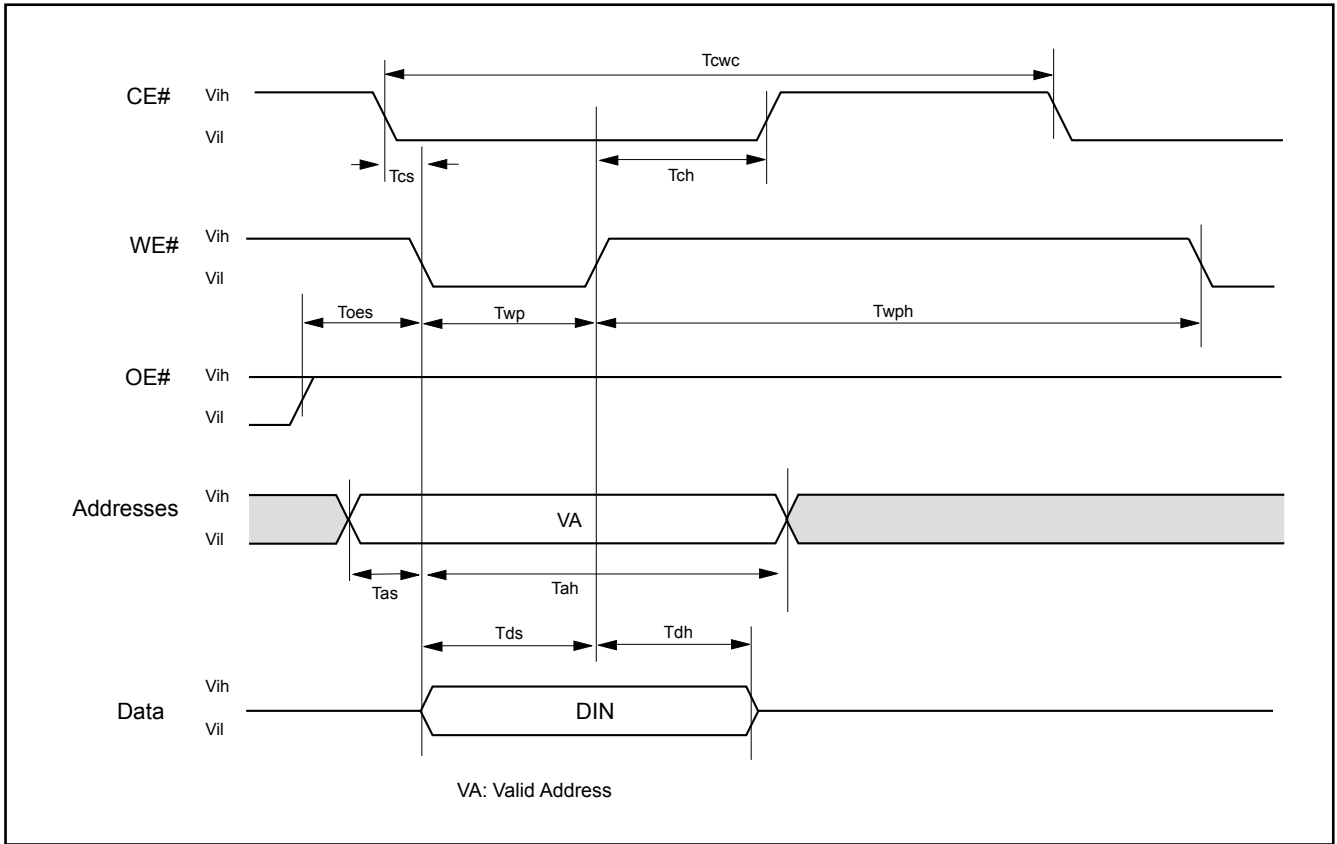 Tcwc
CE# Vih
Vil
Tcs Tch
WE# Vih
Vil
Toes Twp Twph
OE# Vih
Vil
Addresses Vih
VA
Vil
Tas Tah
Tds Tdh
Vih
Data DIN
Vil
VA: Valid Address